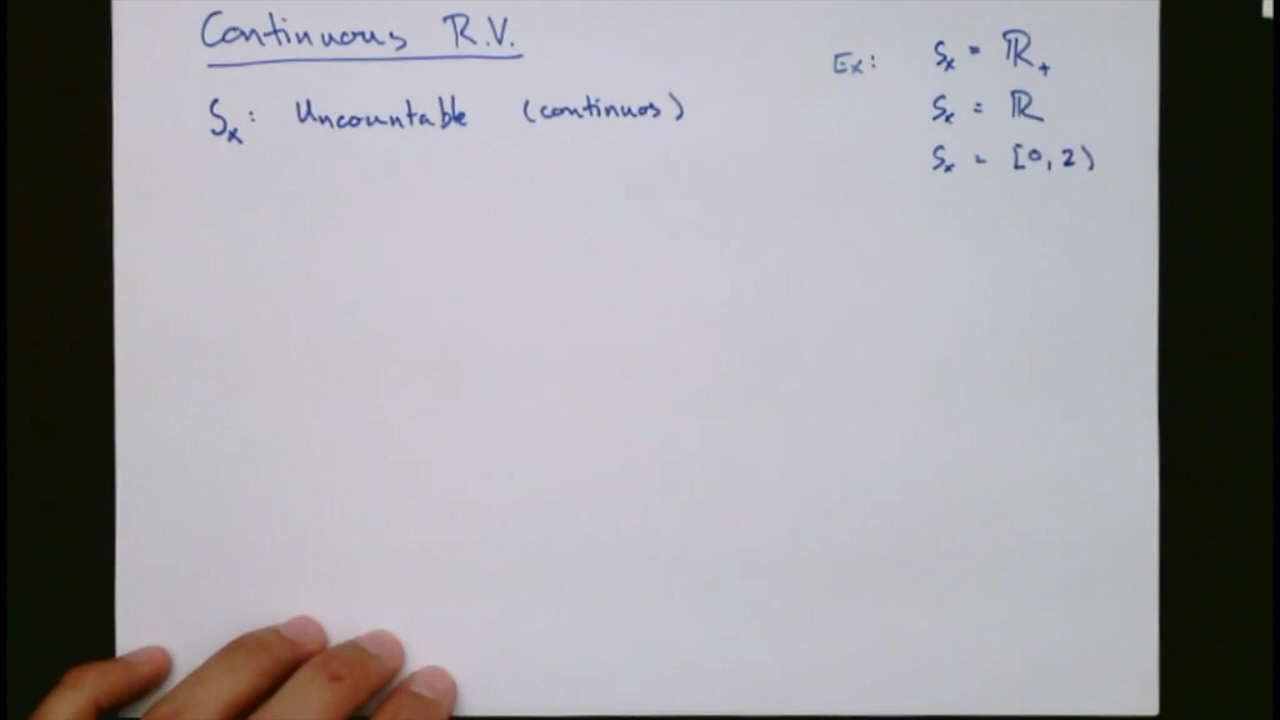 Continuous R.V.
Sₓ: Uncountable (continuos)
Ex: Sₓ = ℝ₊
Sₓ = ℝ
Sₓ = [0, 2)